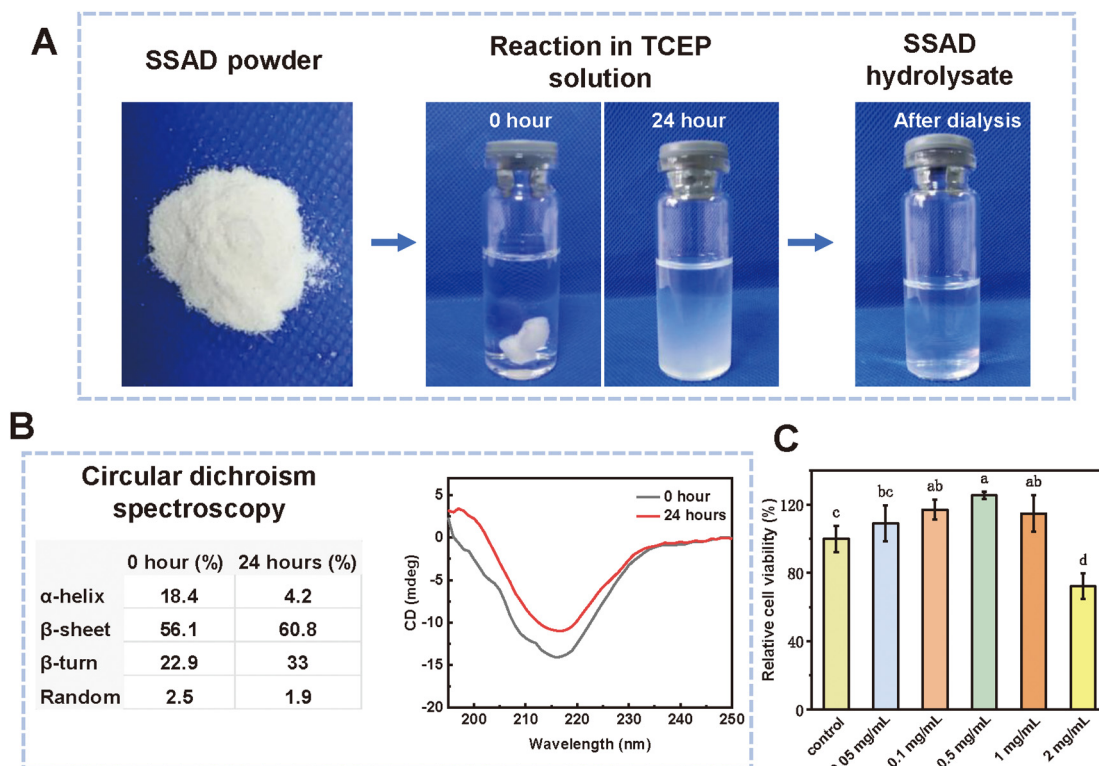 A
SSAD powder
Reaction in TCEP
solution
SSAD
hydrolysate
0 hour
24 hour
After dialysis
B
Circular dichroism
spectroscopy
0 hour (%) 24 hours (%)
α-helix 18.4 4.2
β-sheet 56.1 60.8
β-turn 22.9 33
Random 2.5 1.9
CD (mdeg)
5
0
-5
-10
-15
-20
0 hour
24 hours
200 210 220 230 240 250
Wavelength (nm)
C
Relative cell viability (%)
120
80
40
0
c bc ab a ab d
control 0.05 mg/mL 0.1 mg/mL 0.5 mg/mL 1 mg/mL 2 mg/mL